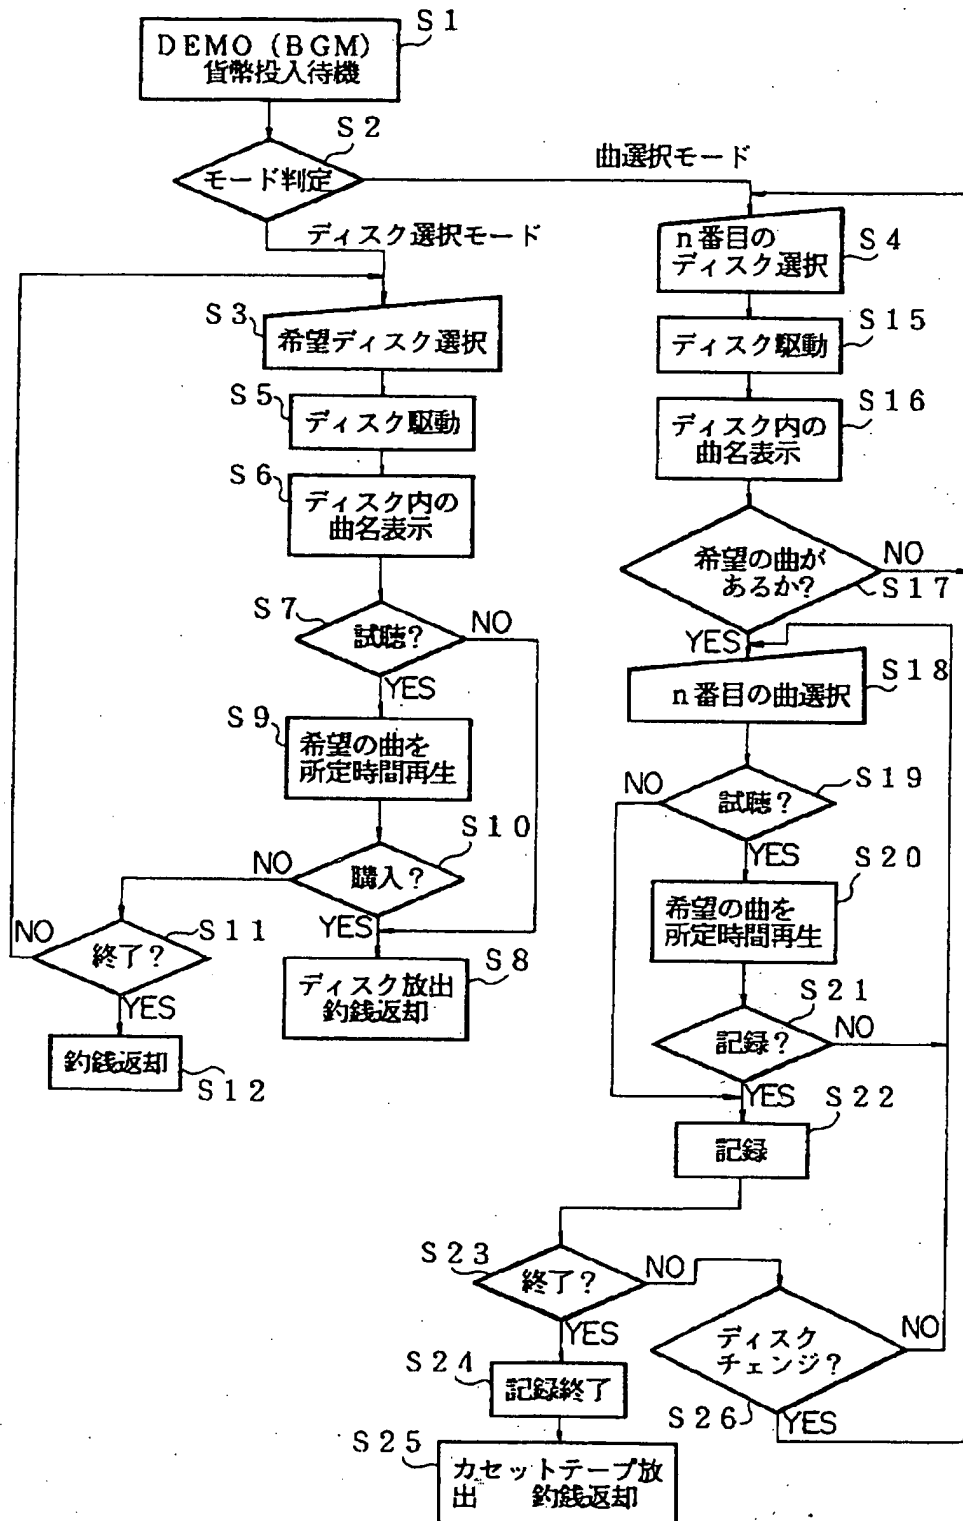 S1
DEMO (BGM)
貨幣投入待機
S2
モード判定
曲選択モード
ディスク選択モード
S3
希望ディスク選択
S5
ディスク駆動
S6
ディスク内の
曲名表示
S7
試聴?
NO
YES
S9
希望の曲を
所定時間再生
S10
購入?
NO
YES
S11
終了?
NO
YES
S8
ディスク放出
釣銭返却
釣銭返却
S12
n番目の
ディスク選択
S4
S15
ディスク駆動
S16
ディスク内の
曲名表示
希望の曲が
あるか?
NO
S17
YES
S18
n番目の曲選択
S19
試聴?
NO
YES
S20
希望の曲を
所定時間再生
S21
記録?
NO
YES
S22
記録
S23
終了?
NO
YES
ディスク
チェンジ?
NO
S26
YES
S24
記録終了
S25
カセットテープ放
出 釣銭返却